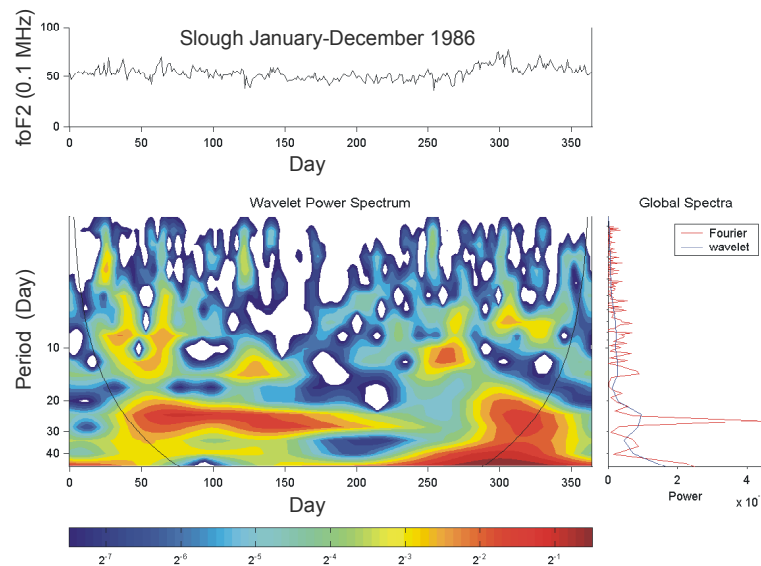 100
Slough January-December 1986
foF2 (0.1 MHz)
50
0
0 50 100 150 200 250 300 350
Day
Wavelet Power Spectrum
Global Spectra
Fourier
wavelet
Period (Day)
10
20
30
40
0 50 100 150 200 250 300 350
Day
0 2 4
Power
2^-7 2^-6 2^-5 2^-4 2^-3 2^-2 2^-1